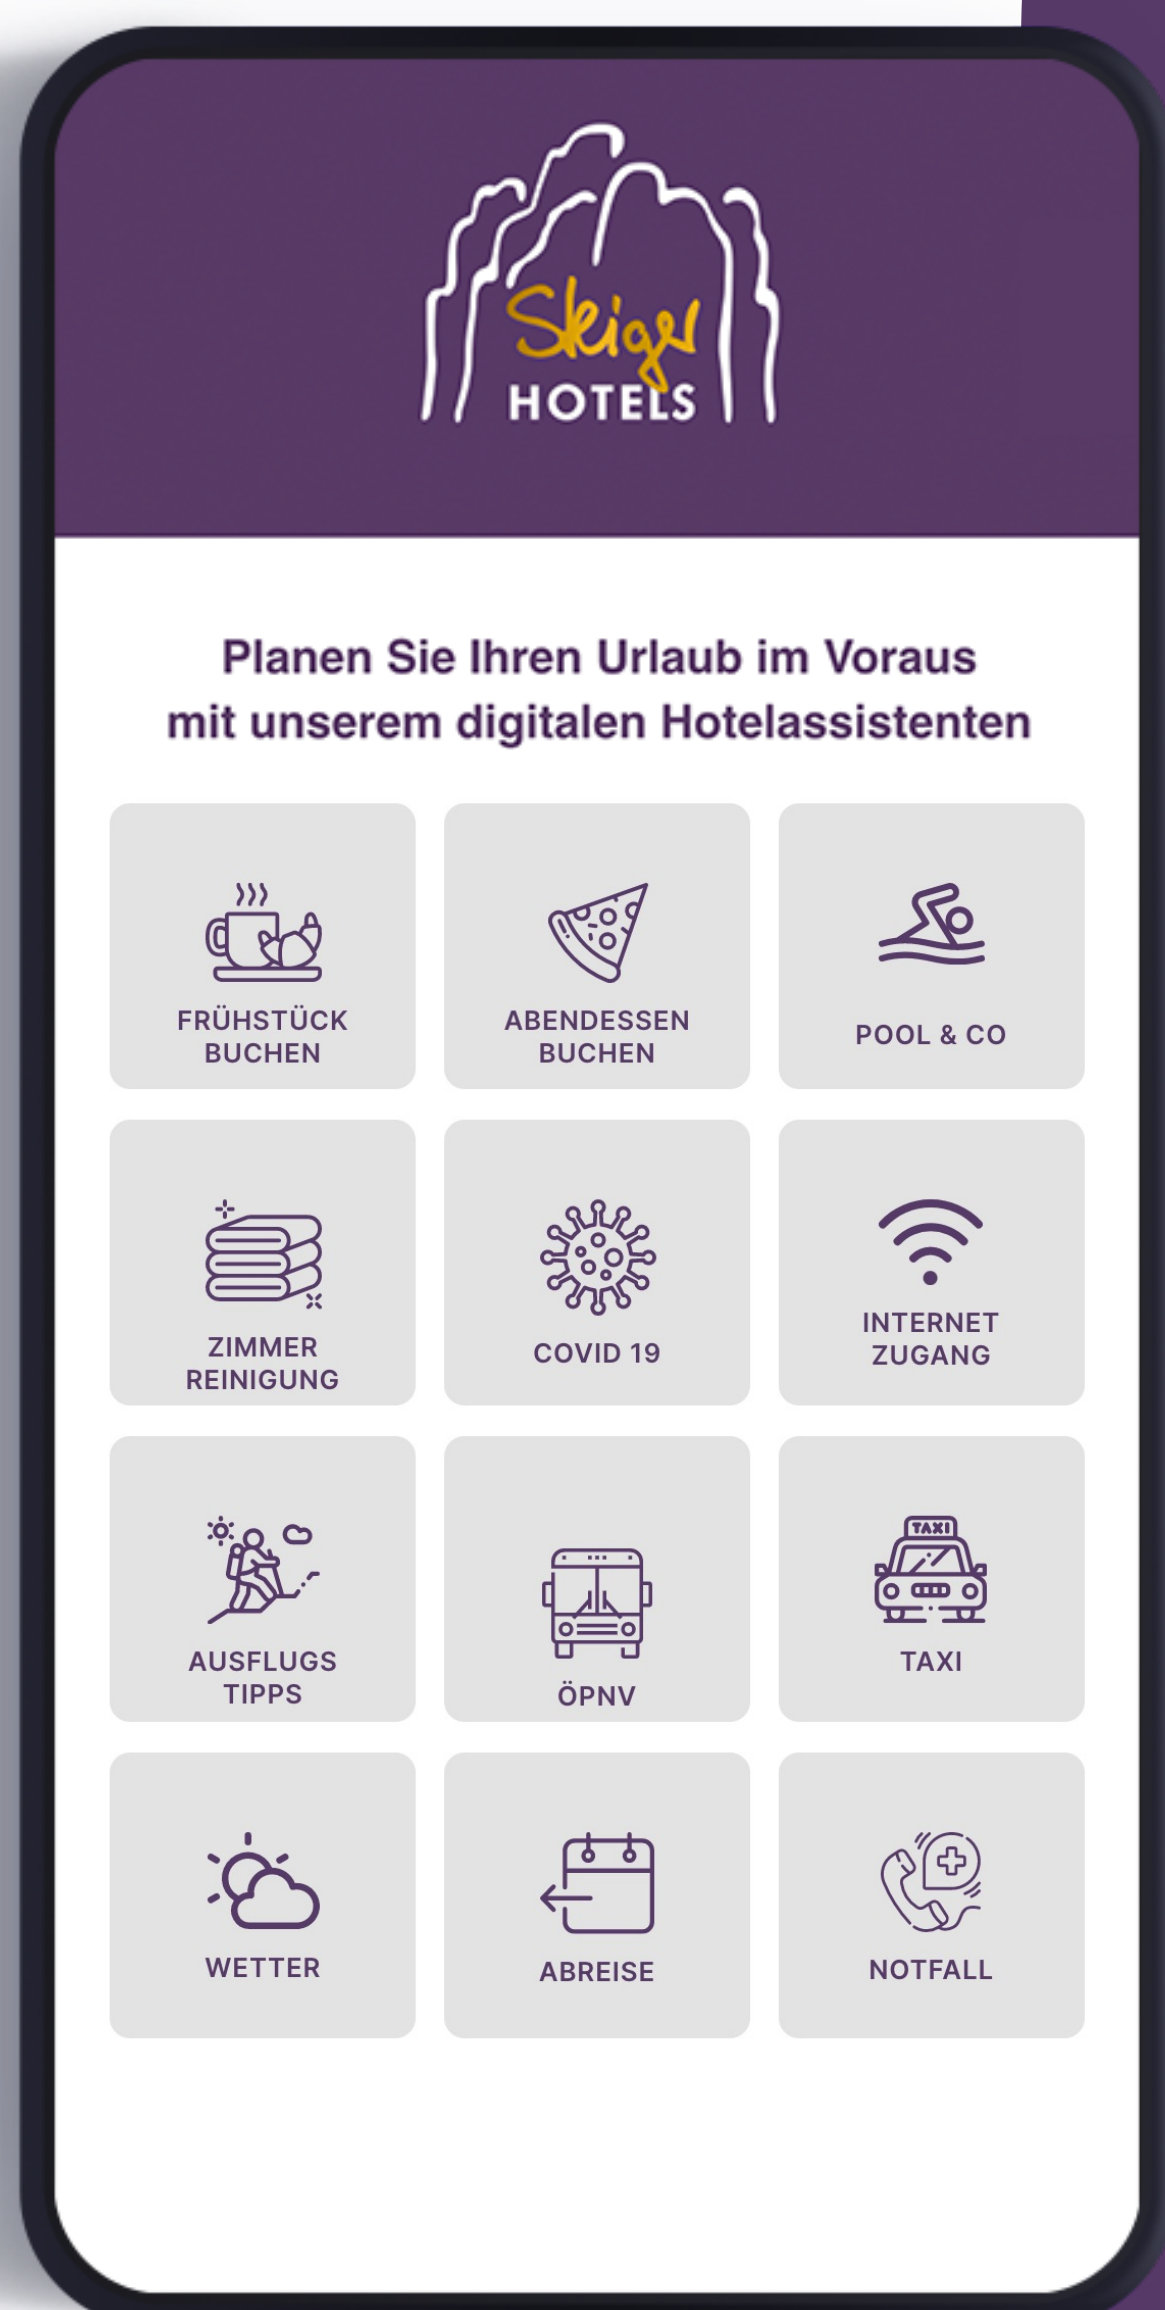 Steiger
HOTELS
Planen Sie Ihren Urlaub im Voraus
mit unserem digitalen Hotelassistenten
FRÜHSTÜCK
BUCHEN
ABENDESSEN
BUCHEN
POOL & CO
ZIMMER
REINIGUNG
COVID 19
INTERNET
ZUGANG
AUSFLUGS
TIPPS
ÖPNV
TAXI
TAXI
WETTER
ABREISE
NOTFALL